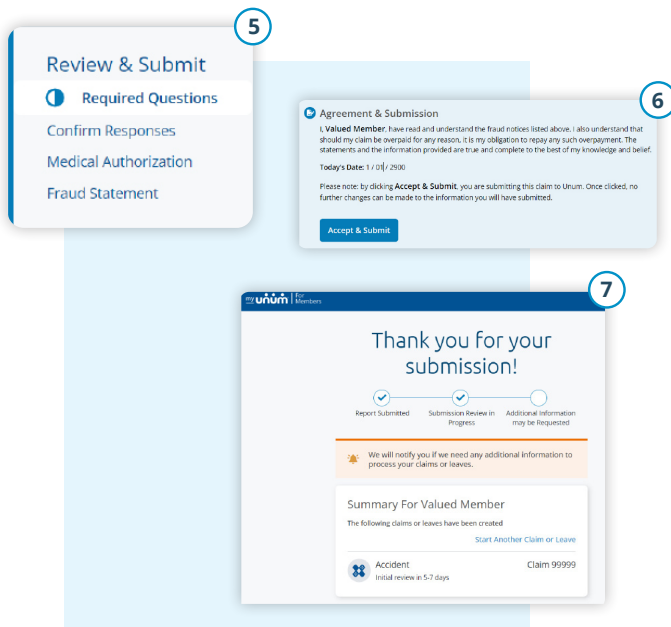 5
Review & Submit
Required Questions
Confirm Responses
Medical Authorization
Fraud Statement
6
Agreement & Submission
I, Valued Member, have read and understand the fraud notices listed above. I also understand that
should my claim be overpaid for any reason, it is my obligation to repay any such overpayment. The
statements and the information provided are true and complete to the best of my knowledge and belief.
Today's Date: 1 / 01 / 2900
Please note: by clicking Accept & Submit, you are submitting this claim to Unum. Once clicked, no
further changes can be made to the information you will have submitted.
Accept & Submit
7
my unum For
Members
Thank you for your
submission!
Report Submitted
Submission Review in
Progress
Additional Information
may be Requested
We will notify you if we need any additional information to
process your claims or leaves.
Summary For Valued Member
The following claims or leaves have been created
Start Another Claim or Leave
Accident Claim 99999
Initial review in 5-7 days